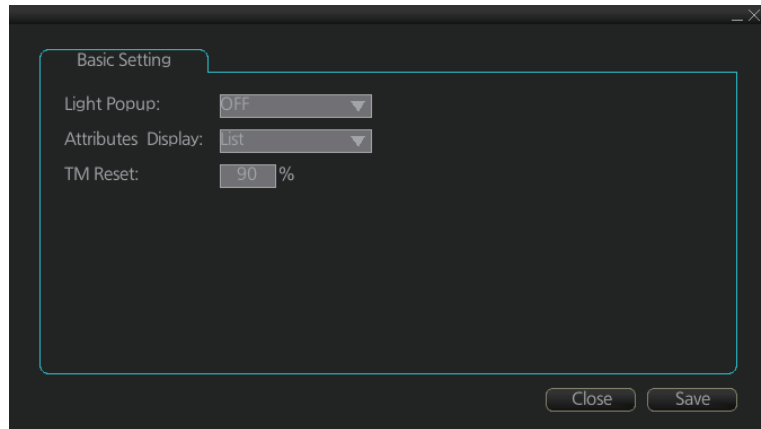 Basic Setting
Light Popup: OFF
Attributes Display: List
TM Reset: 90 %
Close Save